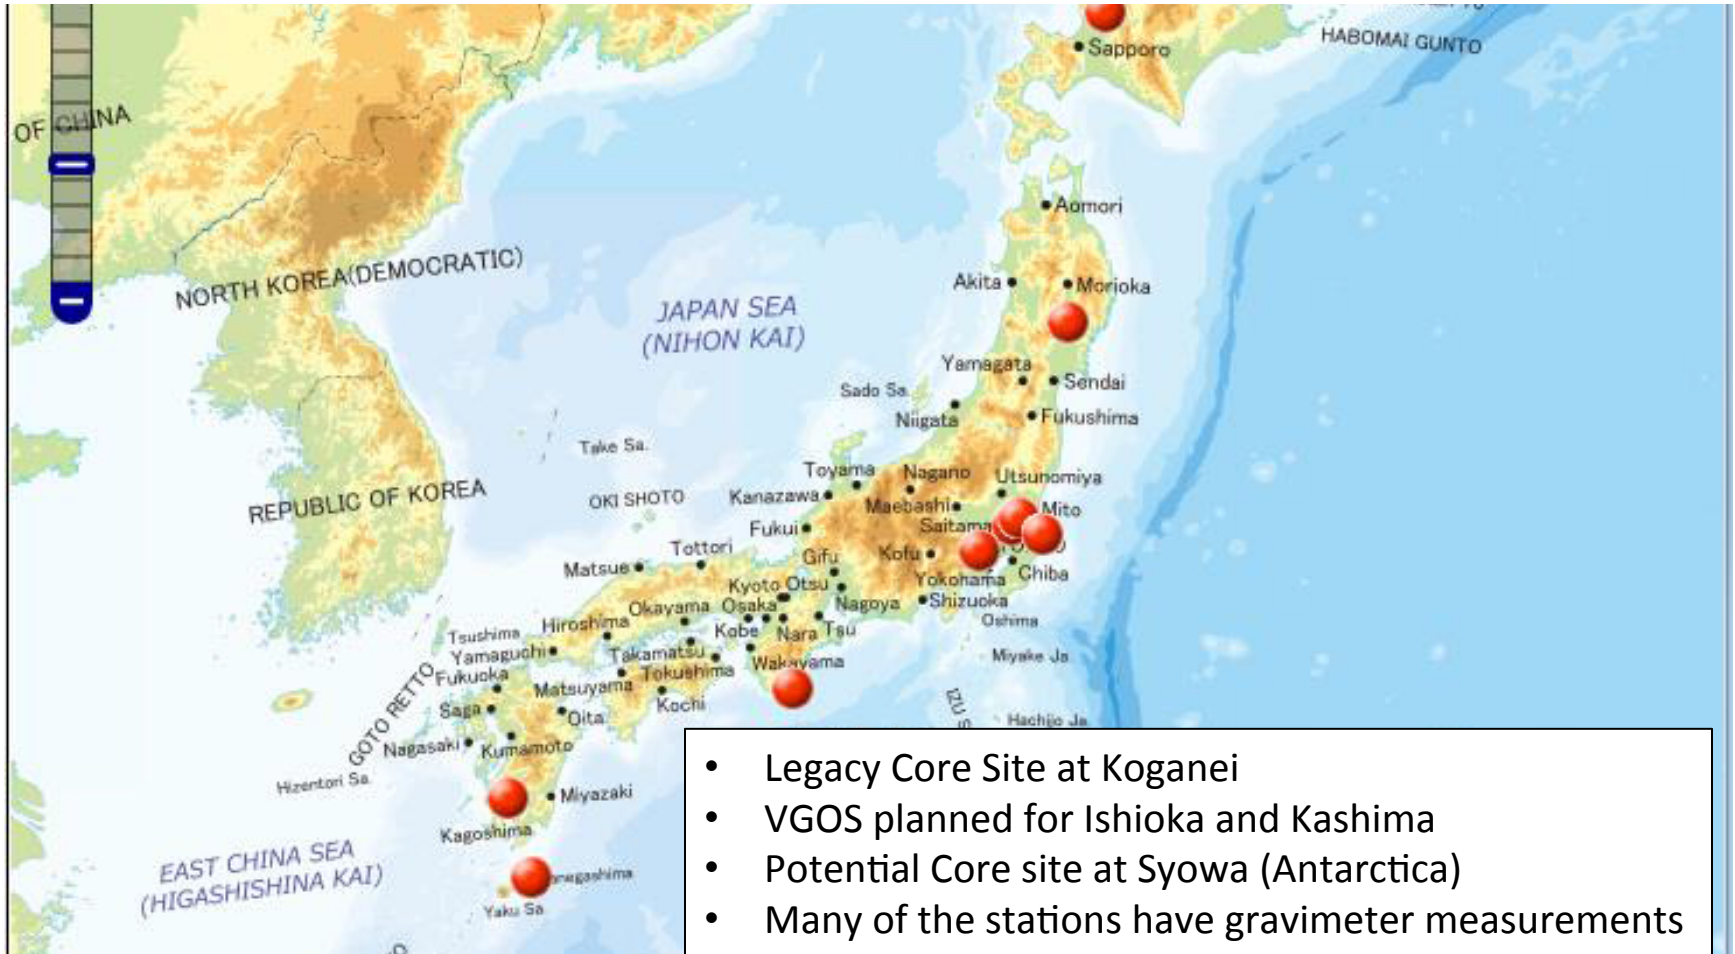 Sapporo
HABOMAI GUNTO
OF CHINA
Aomori
NORTH KOREA(DEMOCRATIC)
Akita
Morioka
JAPAN SEA
(NIHON KAI)
Yamagata
Sendai
Sado Sa.
Niigata
Fukushima
Take Sa.
Toyama
Nagano
Utsunomiya
REPUBLIC OF KOREA
OKI SHOTO
Kanazawa
Maebashi
Mito
Fukui
Saitama
Tottori
Gifu
Kofu
Matsue
Kyoto
Otsu
Yokohama
Chiba
Okayama
Osaka
Nagoya
Shizuoka
Tsushima
Hiroshima
Kobe
Nara
Tsu
Oshima
Yamaguchi
Takamatsu
Wakayama
Miyake Ja.
Fukuoka
Matsuyama
Tokushima
GOTO RETTO
Saga
Oita
Kochi
IZU S
Hachijo Ja.
Nagasaki
Kumamoto
Hizentori Sa.
Miyazaki
Kagoshima
EAST CHINA SEA
(HIGASHISHINA KAI)
negashima
Yaku Sa.
• Legacy Core Site at Koganei
• VGOS planned for Ishioka and Kashima
• Potential Core site at Syowa (Antarctica)
• Many of the stations have gravimeter measurements